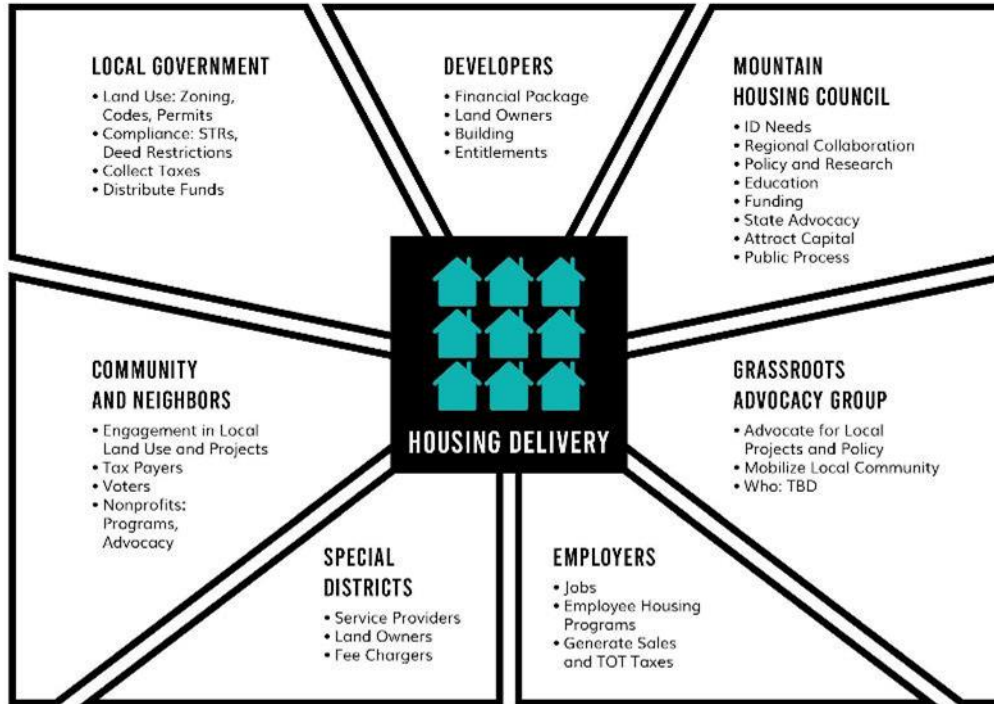 LOCAL GOVERNMENT
• Land Use: Zoning,
Codes, Permits
• Compliance: STRs,
Deed Restrictions
• Collect Taxes
• Distribute Funds
DEVELOPERS
• Financial Package
• Land Owners
• Building
• Entitlements
MOUNTAIN
HOUSING COUNCIL
• ID Needs
• Regional Collaboration
• Policy and Research
• Education
• Funding
• State Advocacy
• Attract Capital
• Public Process
HOUSING DELIVERY
COMMUNITY
AND NEIGHBORS
• Engagement in Local
Land Use and Projects
• Tax Payers
• Voters
• Nonprofits:
Programs,
Advocacy
GRASSROOTS
ADVOCACY GROUP
• Advocate for Local
Projects and Policy
• Mobilize Local Community
• Who: TBD
SPECIAL
DISTRICTS
• Service Providers
• Land Owners
• Fee Chargers
EMPLOYERS
• Jobs
• Employee Housing
Programs
• Generate Sales
and TOT Taxes